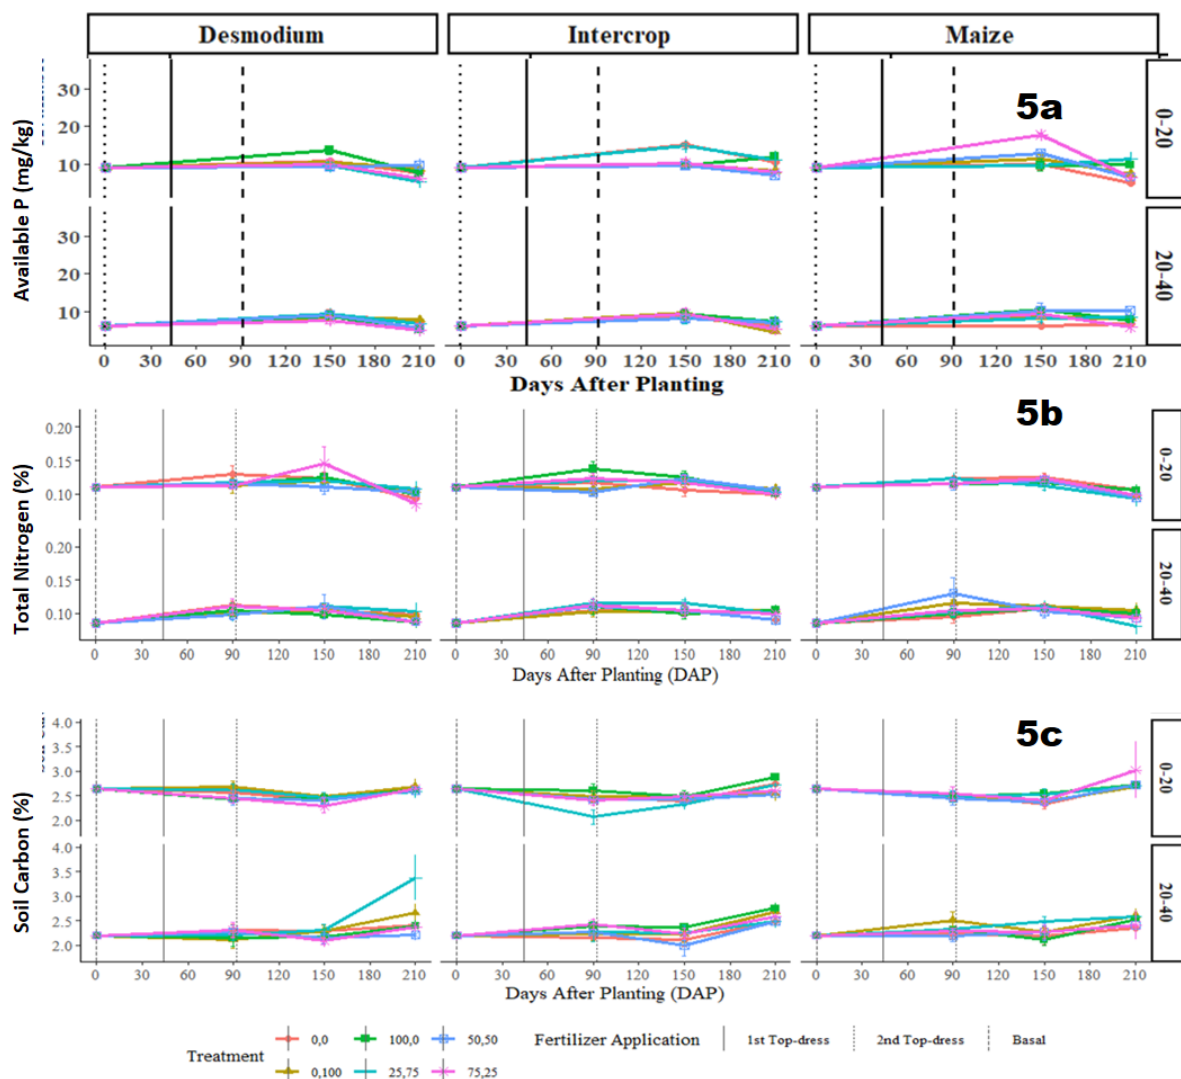 Desmodium Intercrop Maize
5a
Available P (mg/kg)
30
20
10
0-20
30
20
10
20-40
0 30 60 90 120 150 180 210 0 30 60 90 120 150 180 210 0 30 60 90 120 150 180 210
Days After Planting
5b
Total Nitrogen (%)
0.20
0.15
0.10
0-20
0.20
0.15
0.10
20-40
0 30 60 90 120 150 180 210 0 30 60 90 120 150 180 210 0 30 60 90 120 150 180 210
Days After Planting (DAP)
5c
Soil Carbon (%)
4.0
3.5
3.0
2.5
2.0
0-20
4.0
3.5
3.0
2.5
2.0
20-40
0 30 60 90 120 150 180 210 0 30 60 90 120 150 180 210 0 30 60 90 120 150 180 210
Days After Planting (DAP)
Treatment 0,0 100,0 50,50 Fertilizer Application 1st Top-dress 2nd Top-dress Basal
0,100 25,75 75,25